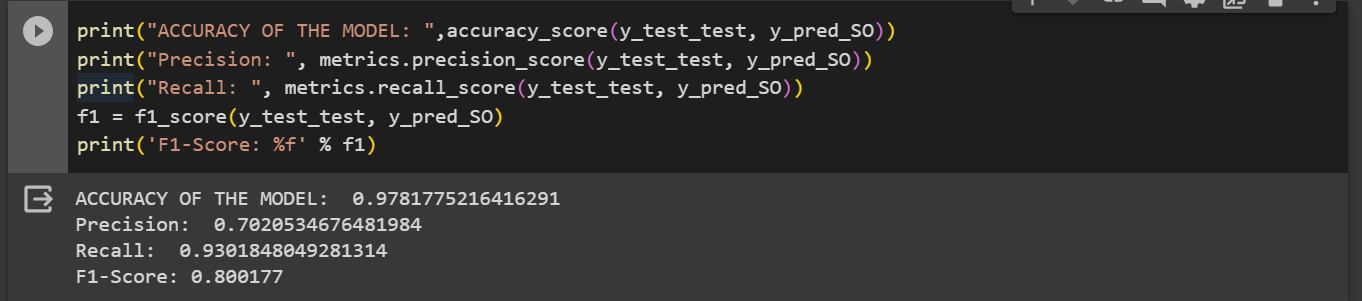 print("ACCURACY OF THE MODEL: ",accuracy_score(y_test_test, y_pred_SO))
print("Precision: ", metrics.precision_score(y_test_test, y_pred_SO))
print("Recall: ", metrics.recall_score(y_test_test, y_pred_SO))
f1 = f1_score(y_test_test, y_pred_SO)
print('F1-Score: %f' % f1)
ACCURACY OF THE MODEL:  0.9781775216416291
Precision:  0.7020534676481984
Recall:  0.9301848049281314
F1-Score: 0.800177